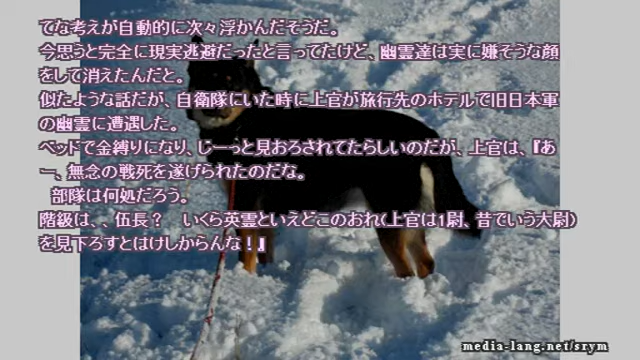 てな考えが自動的に次々浮かんだそうだ。
今思うと完全に現実逃避だったと言ってたけど、幽霊達は実に嫌そうな顔
をして消えたんだと。
似たような話だが、自衛隊にいた時に上官が旅行先のホテルで旧日本軍
の幽霊に遭遇した。
ベッドで金縛りになり、じーっと見おろされてたらしいのだが、上官は、『あ
ー、無念の戦死を遂げられたのだな。
部隊は何処だろう。
階級は、、伍長？　いくら英霊といえどこのおれ（上官は1尉、昔でいう大尉）
を見下ろすとはけしからんな！』
media-lang.net/srym